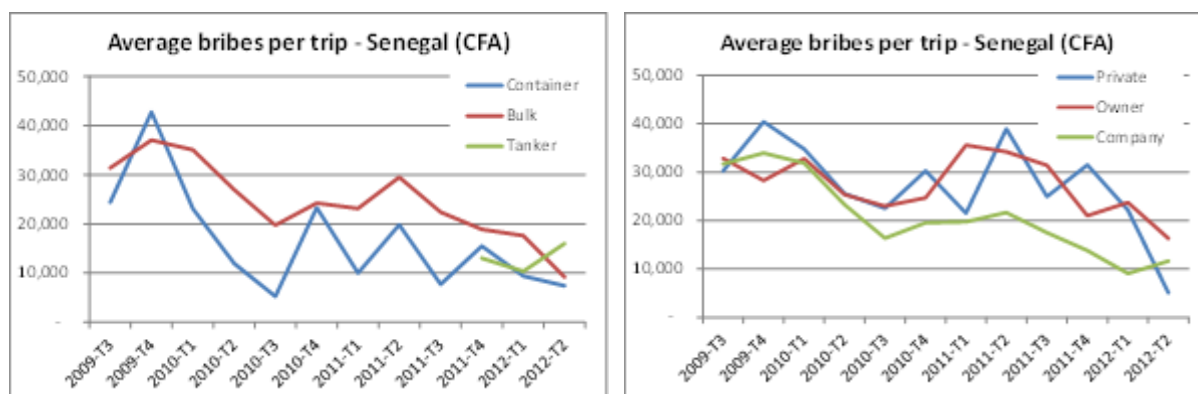 Average bribes per trip - Senegal (CFA)
50,000
40,000
30,000
20,000
10,000
-
Container
Bulk
Tanker
2009-T3
2009-T4
2010-T1
2010-T2
2010-T3
2010-T4
2011-T1
2011-T2
2011-T3
2011-T4
2012-T1
2012-T2
Average bribes per trip - Senegal (CFA)
50,000
40,000
30,000
20,000
10,000
-
Private
Owner
Company
2009-T3
2009-T4
2010-T1
2010-T2
2010-T3
2010-T4
2011-T1
2011-T2
2011-T3
2011-T4
2012-T1
2012-T2